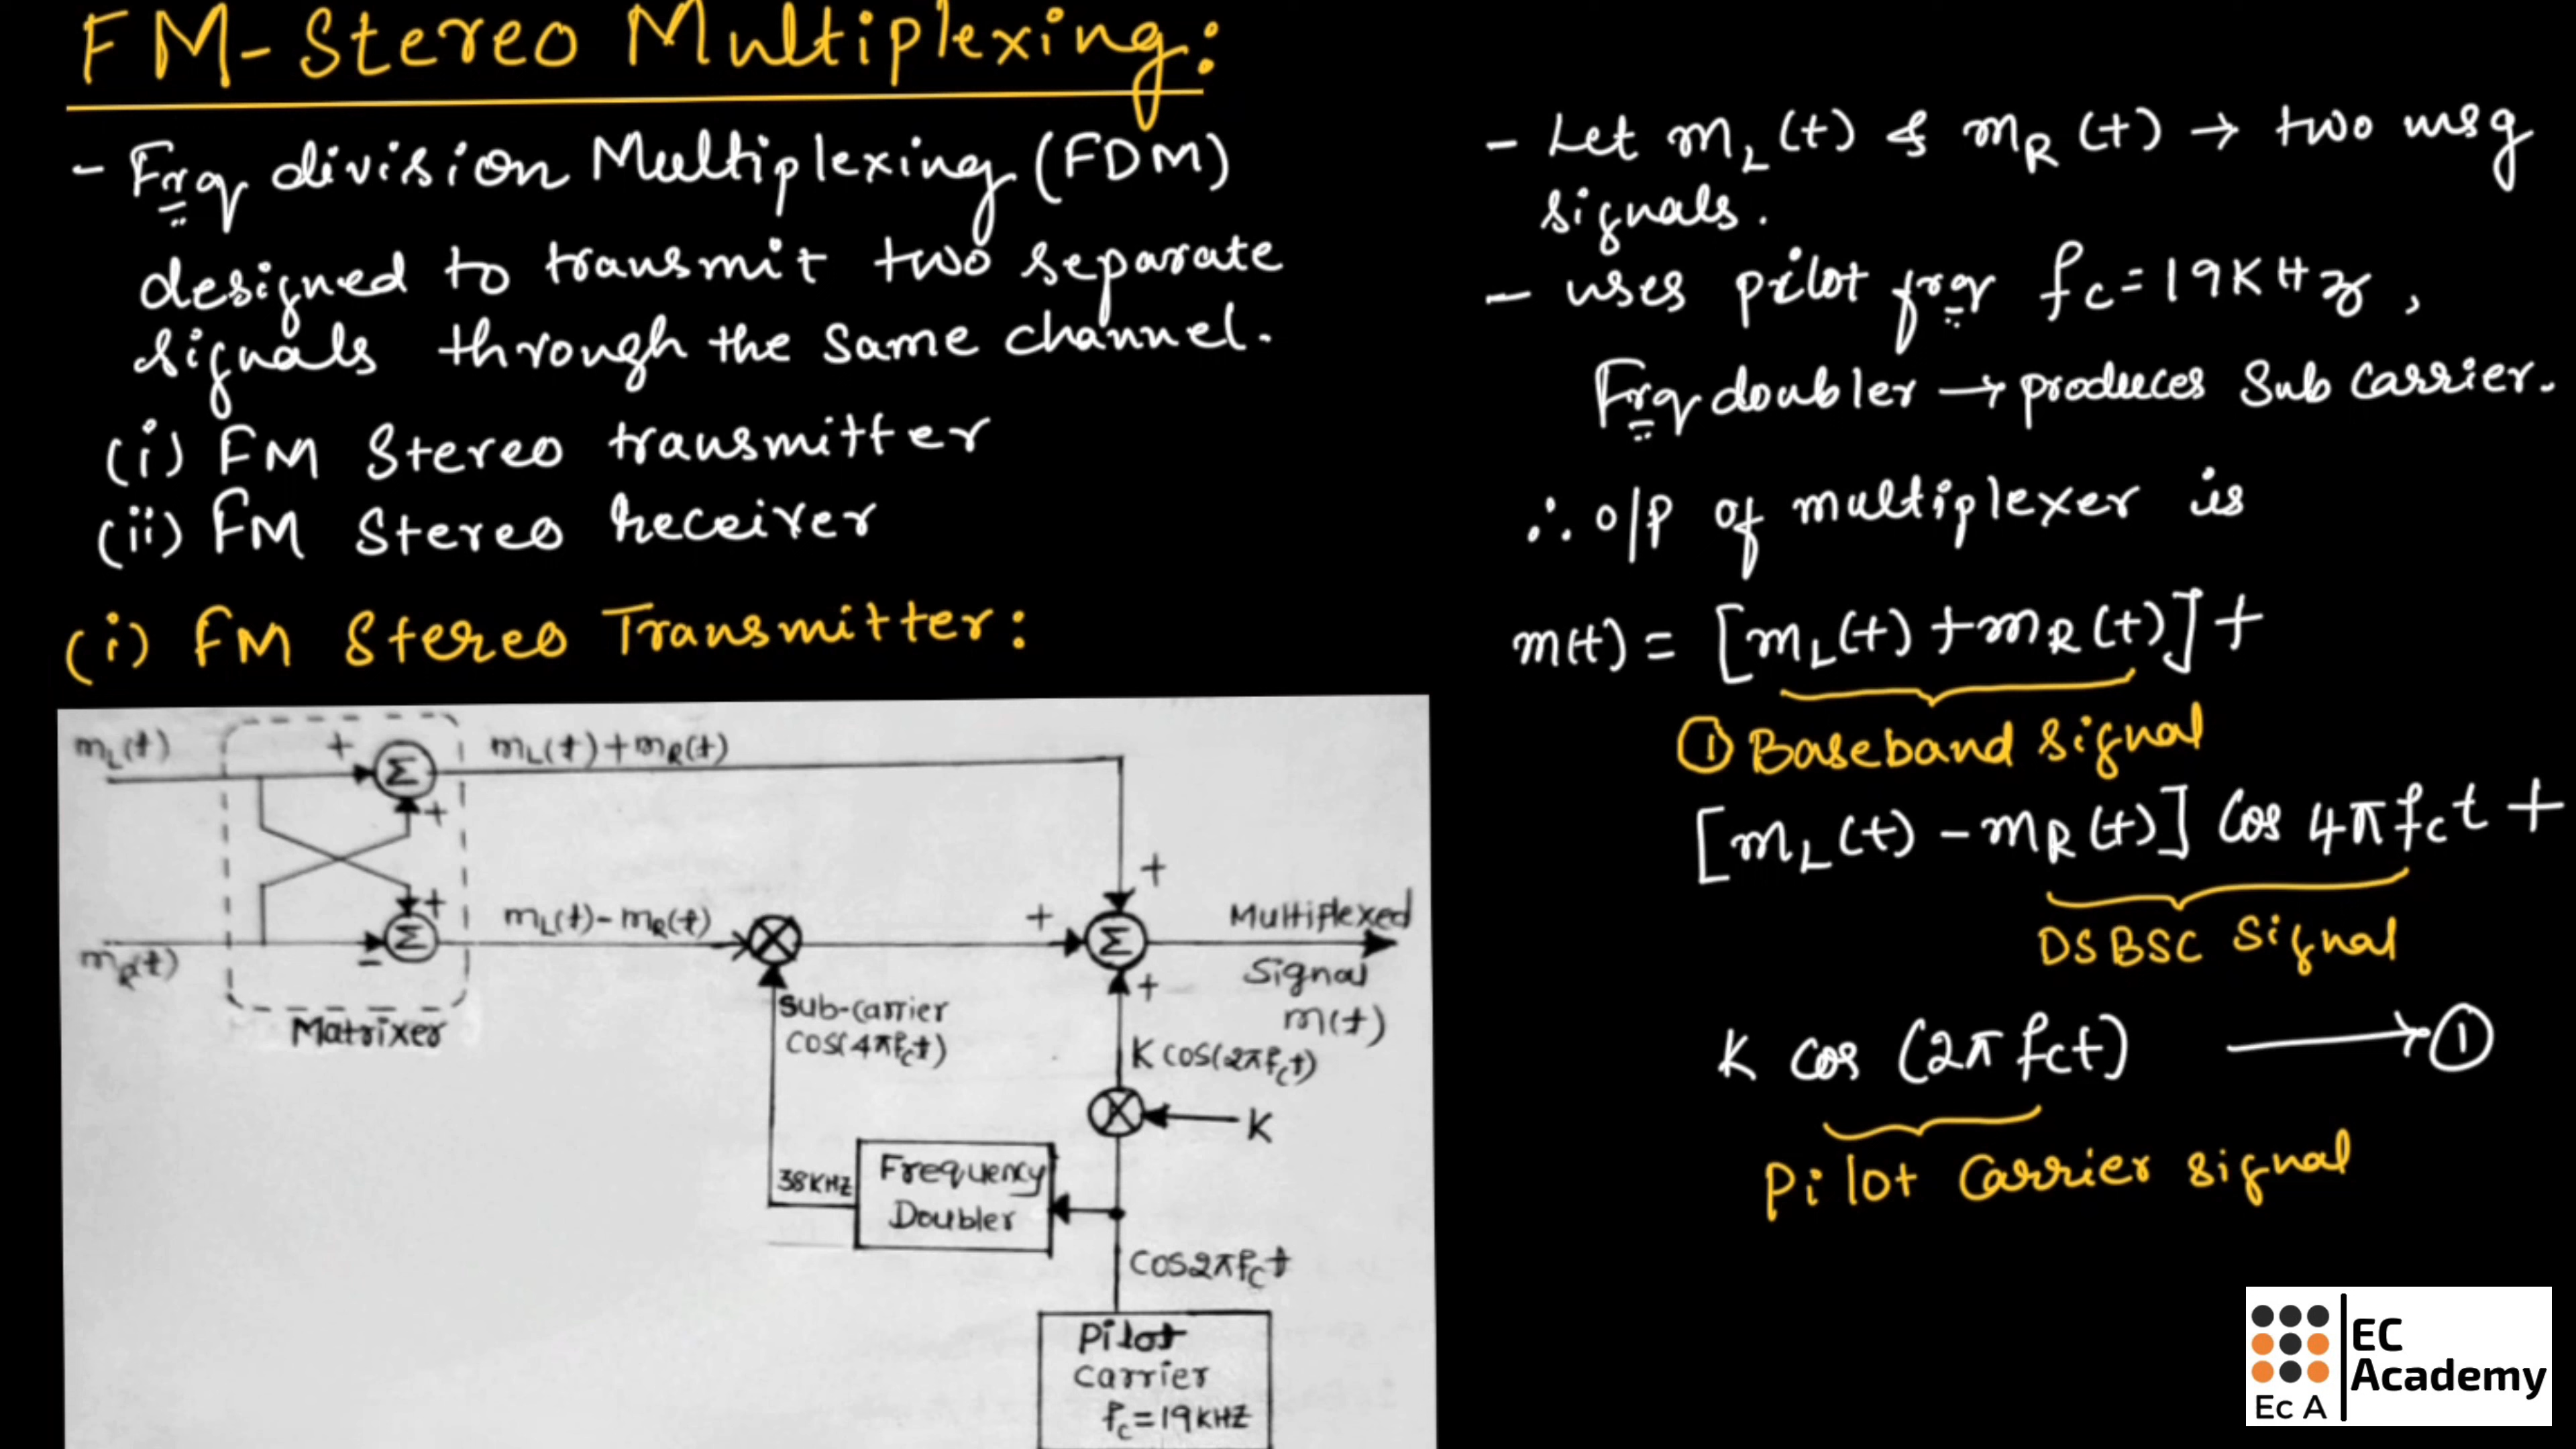 FM-Stereo Multiplexing:
- Frq division Multiplexing (FDM)
designed to transmit two separate
signals through the same channel.
(i) FM Stereo transmitter
(ii) FM Stereo Receiver
(i) FM Stereo Transmitter:
mL(t)
+
Σ
mL(t)+mR(t)
+
+
+
Σ
mL(t)-mR(t)
+
Σ
Multiplexed
Signal
m(t)
mR(t)
-
Matrixer
sub-carrier
cos(4πfct)
+
K cos(2πfct)
K
38KHZ
Frequency
Doubler
Cos2πfct
Pilot
carrier
fc=19KHZ
- Let mL(t) & mR(t) → two msg
signals.
- uses pilot frq fc=19KHz,
Frq doubler → produces Sub carrier.
∴ o/p of multiplexer is
m(t) = [mL(t)+mR(t)]+
① Baseband signal
[mL(t)-mR(t)] Cos 4πfct +
DSBSC Signal
K cos (2πfct) → ①
Pilot Carrier signal
EC
Academy
Ec A